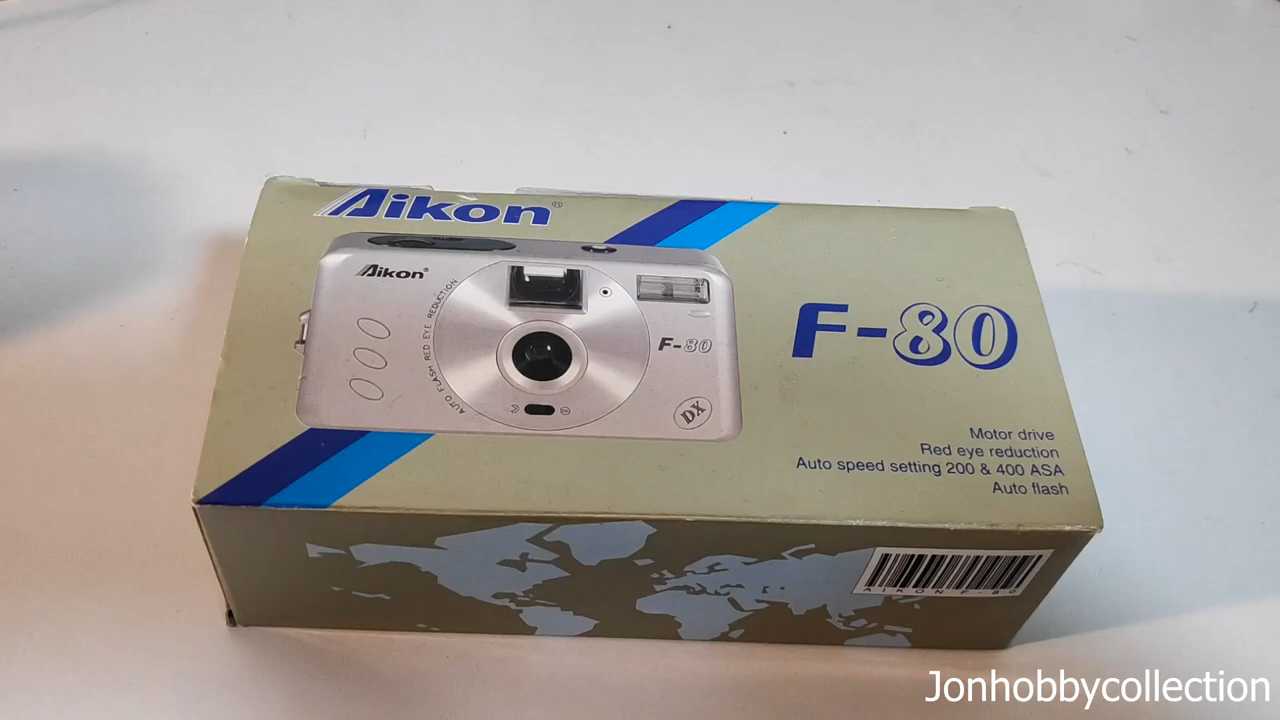 Aikon®
Aikon®
AUTO FLASH RED EYE REDUCTION
F-80
DX
F-80
Motor drive
Red eye reduction
Auto speed setting 200 & 400 ASA
Auto flash
AIKON F-80
Jonhobbycollection